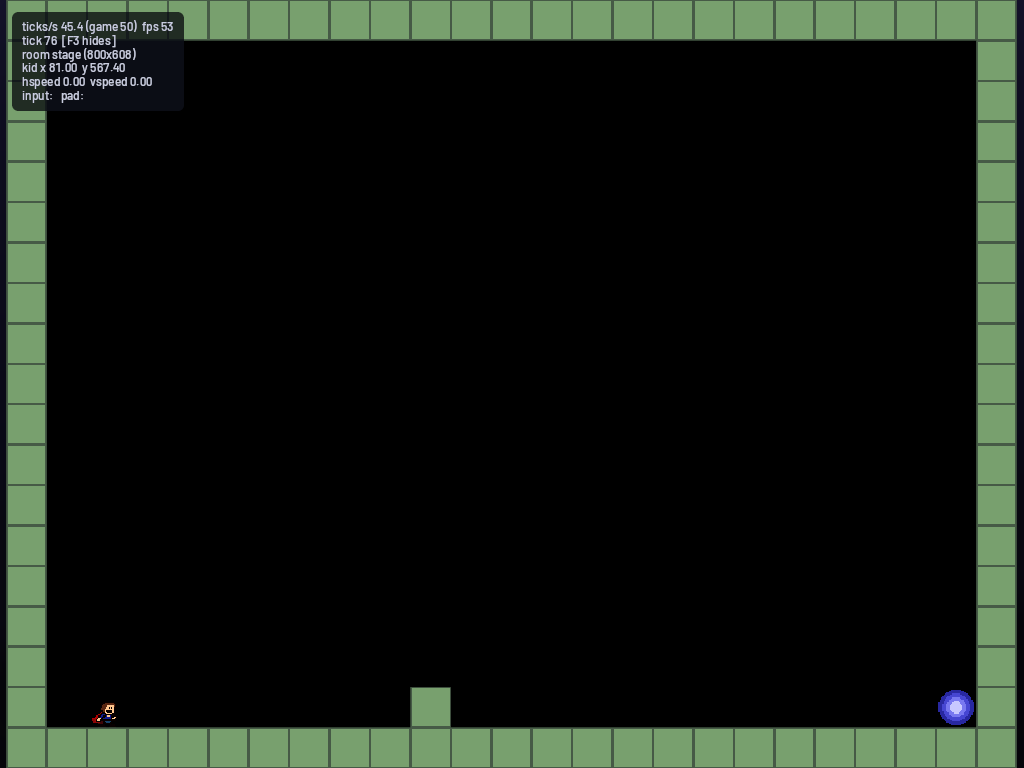 ticks/s 45.4 (game 50) fps 53
tick 76 [F3 hides]
room stage (800x608)
kid x 81.00 y 567.40
hspeed 0.00 vspeed 0.00
input: pad: